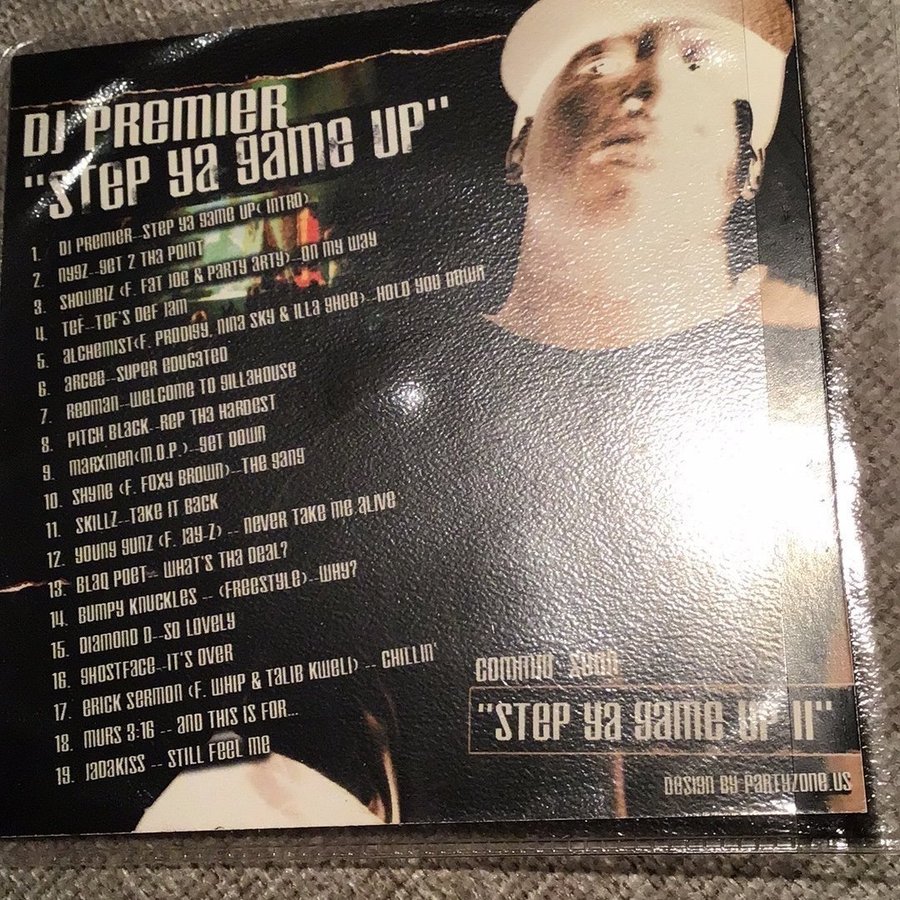 DJ PREMIER
"STEP YA GAME UP"
1. DJ PREMIER--STEP YA GAME UP( INTRO)
2. NYGZ--GET 2 THA POINT
3. SHOWBIZ (F. FAT JOE & PARTY ARTY)--ON MY WAY
4. TEF--TEF'S DEF JAM
5. ALCHEMIST(F. PRODIGY, NINA SKY & ILLA GHEE)--HOLD YOU DOWN
6. ARCEE--SUPER EDUCATED
7. REDMAN--WELCOME TO GILLAHOUSE
8. PITCH BLACK--REP THA HARDEST
9. MARXMEN(M.O.P.)--GET DOWN
10. SHYNE (F. FOXY BROWN)--THE GANG
11. SKILLZ--TAKE IT BACK
12. YOUNG GUNZ (F. JAY-Z) -- NEVER TAKE ME ALIVE
13. BLAQ POET-- WHAT'S THA DEAL?
14. BUMPY KNUCKLES -- (FREESTYLE)--WHY?
15. DIAMOND D--SO LOVELY
16. GHOSTFACE--IT'S OVER
17. ERICK SERMON (F. WHIP & TALIB KWELI) -- CHILLIN'
18. MURS 3:16 -- AND THIS IS FOR...
19. JADAKISS -- STILL FEEL ME
"STEP YA GAME UP II"
DESIGN BY PARTYZONE.US